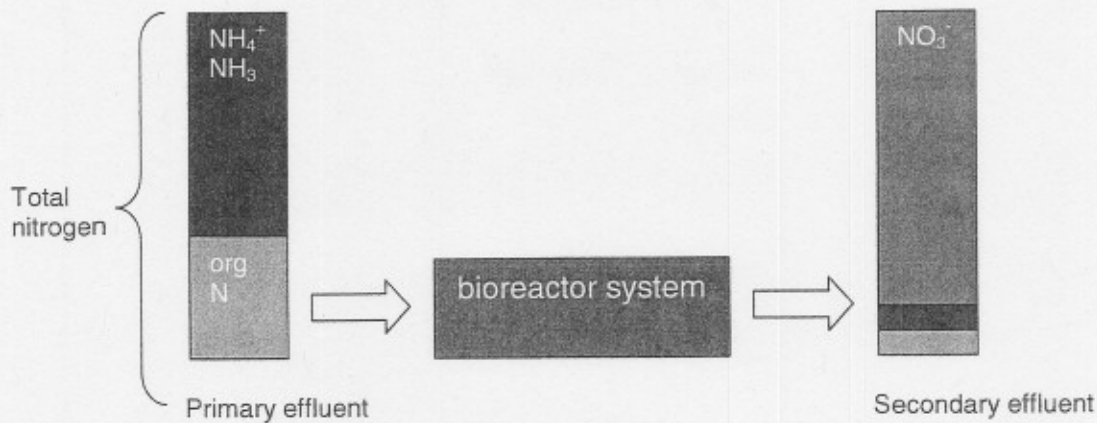 NH₄⁺
NH₃
NO₃⁻
Total
nitrogen
org
N
bioreactor system
Primary effluent
Secondary effluent